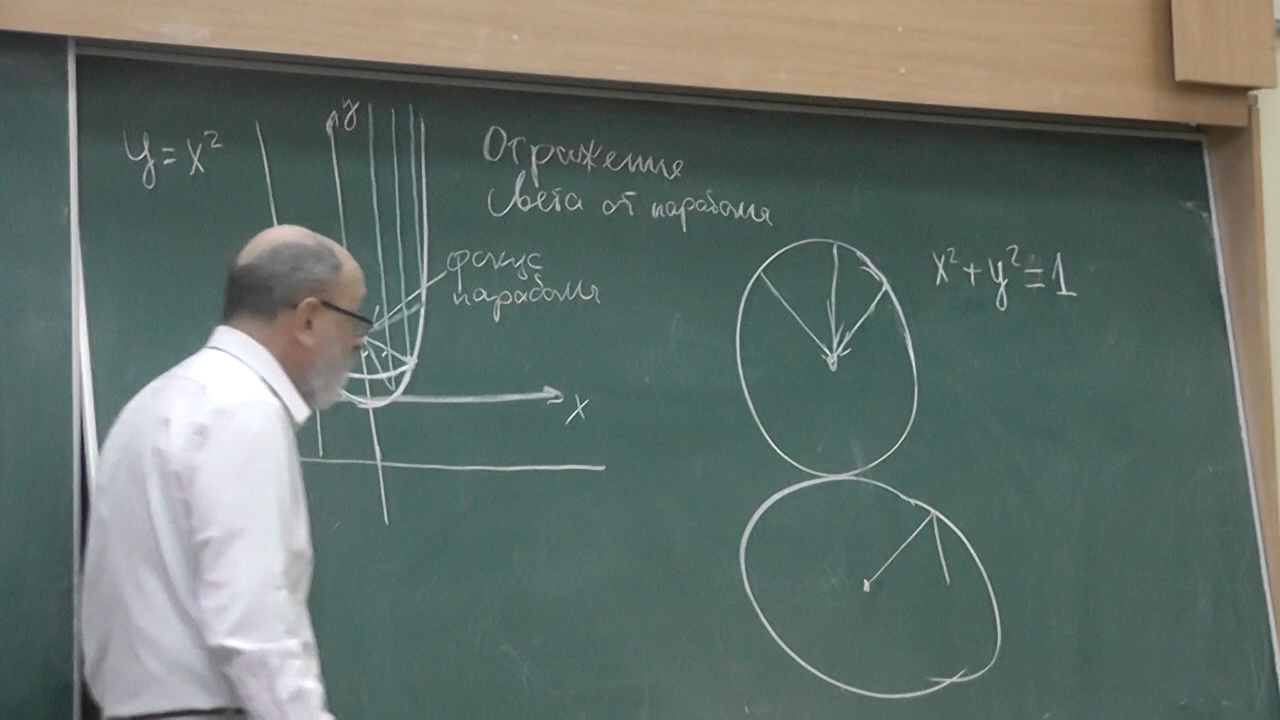 y = x²
y
Отражение
света от параболы
фокус
параболы
x
x² + y² = 1